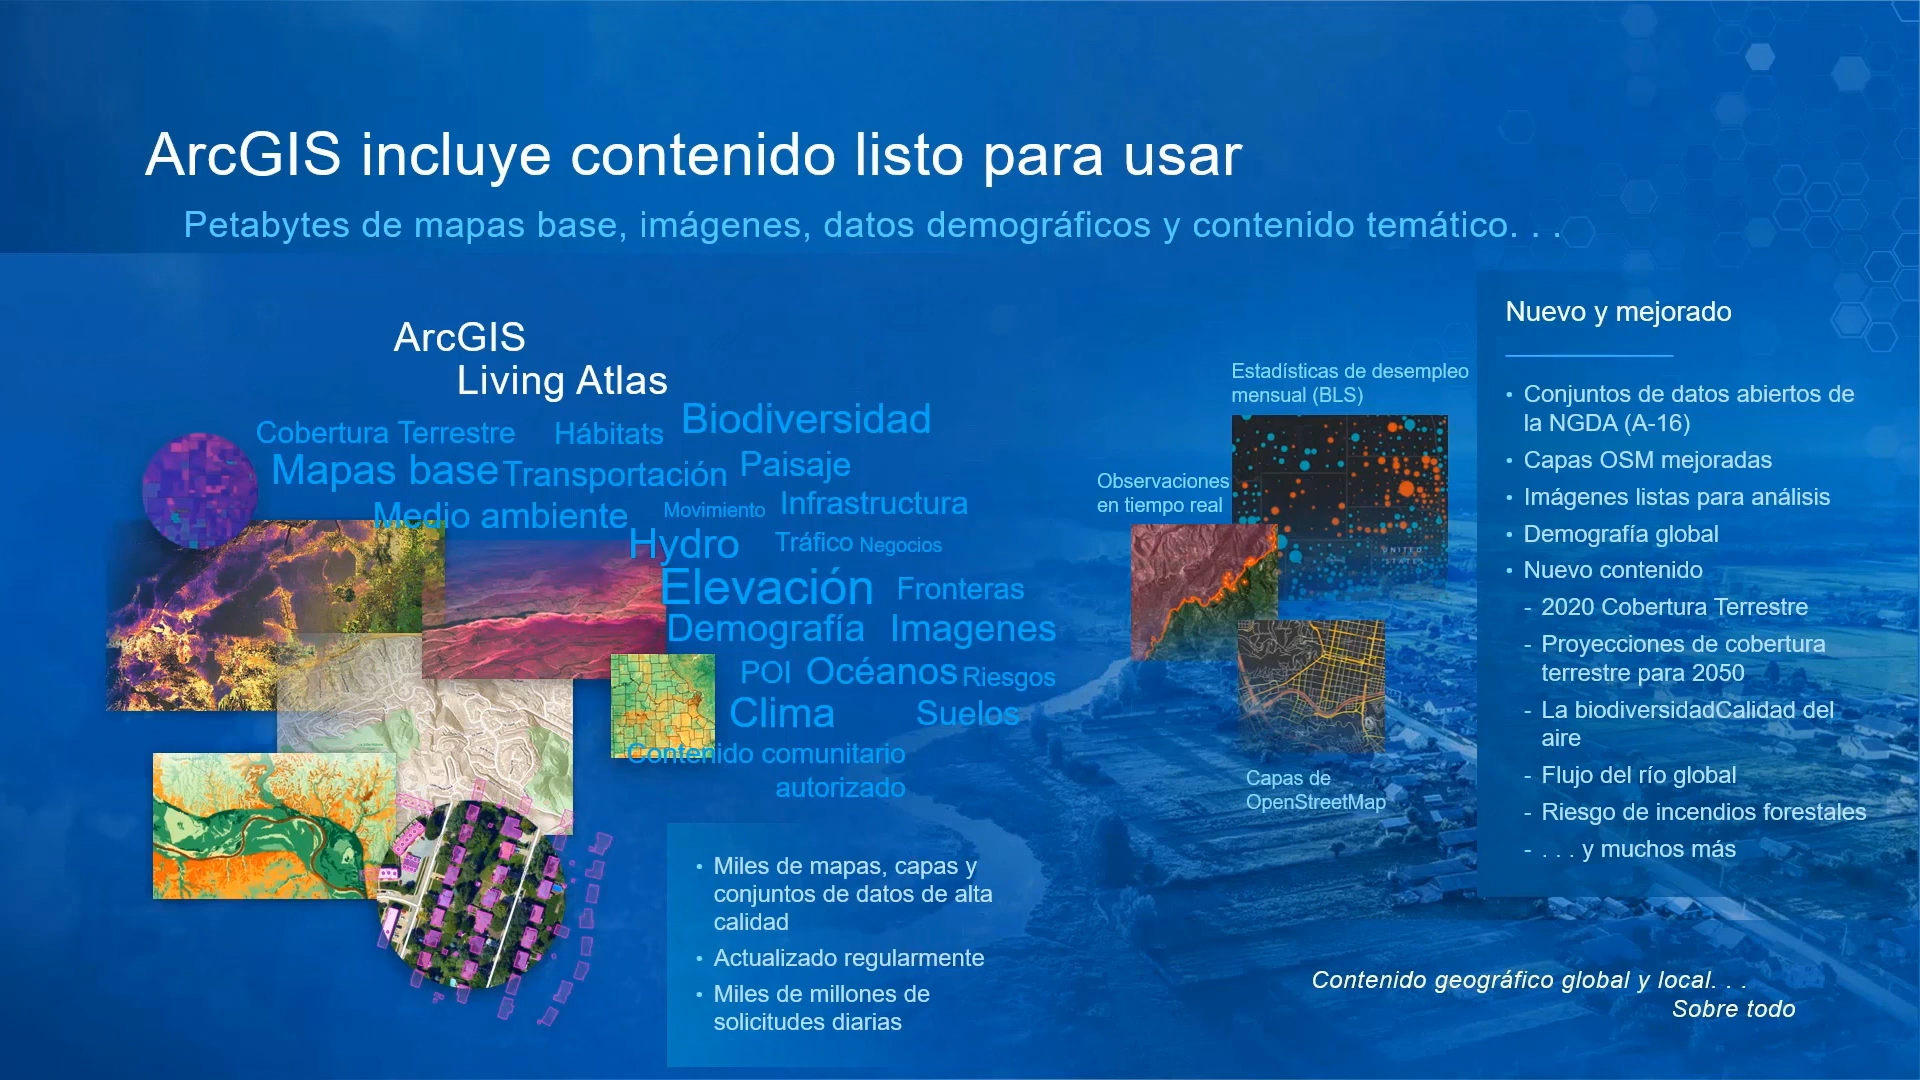 ArcGIS incluye contenido listo para usar
Petabytes de mapas base, imágenes, datos demográficos y contenido temático. . .
ArcGIS
Living Atlas
Cobertura Terrestre
Hábitats
Biodiversidad
Mapas base
Transportación
Paisaje
Medio ambiente
Movimiento
Infrastructura
Hydro
Tráfico
Negocios
Elevación
Fronteras
Demografía
Imagenes
POI
Océanos
Riesgos
Clima
Suelos
Contenido comunitario
autorizado
• Miles de mapas, capas y
conjuntos de datos de alta
calidad
• Actualizado regularmente
• Miles de millones de
solicitudes diarias
Estadísticas de desempleo
mensual (BLS)
UNITED
STATES
Observaciones
en tiempo real
Capas de
OpenStreetMap
Nuevo y mejorado
• Conjuntos de datos abiertos de
la NGDA (A-16)
• Capas OSM mejoradas
• Imágenes listas para análisis
• Demografía global
• Nuevo contenido
- 2020 Cobertura Terrestre
- Proyecciones de cobertura
terrestre para 2050
- La biodiversidadCalidad del
aire
- Flujo del río global
- Riesgo de incendios forestales
- . . . y muchos más
Contenido geográfico global y local. . .
Sobre todo